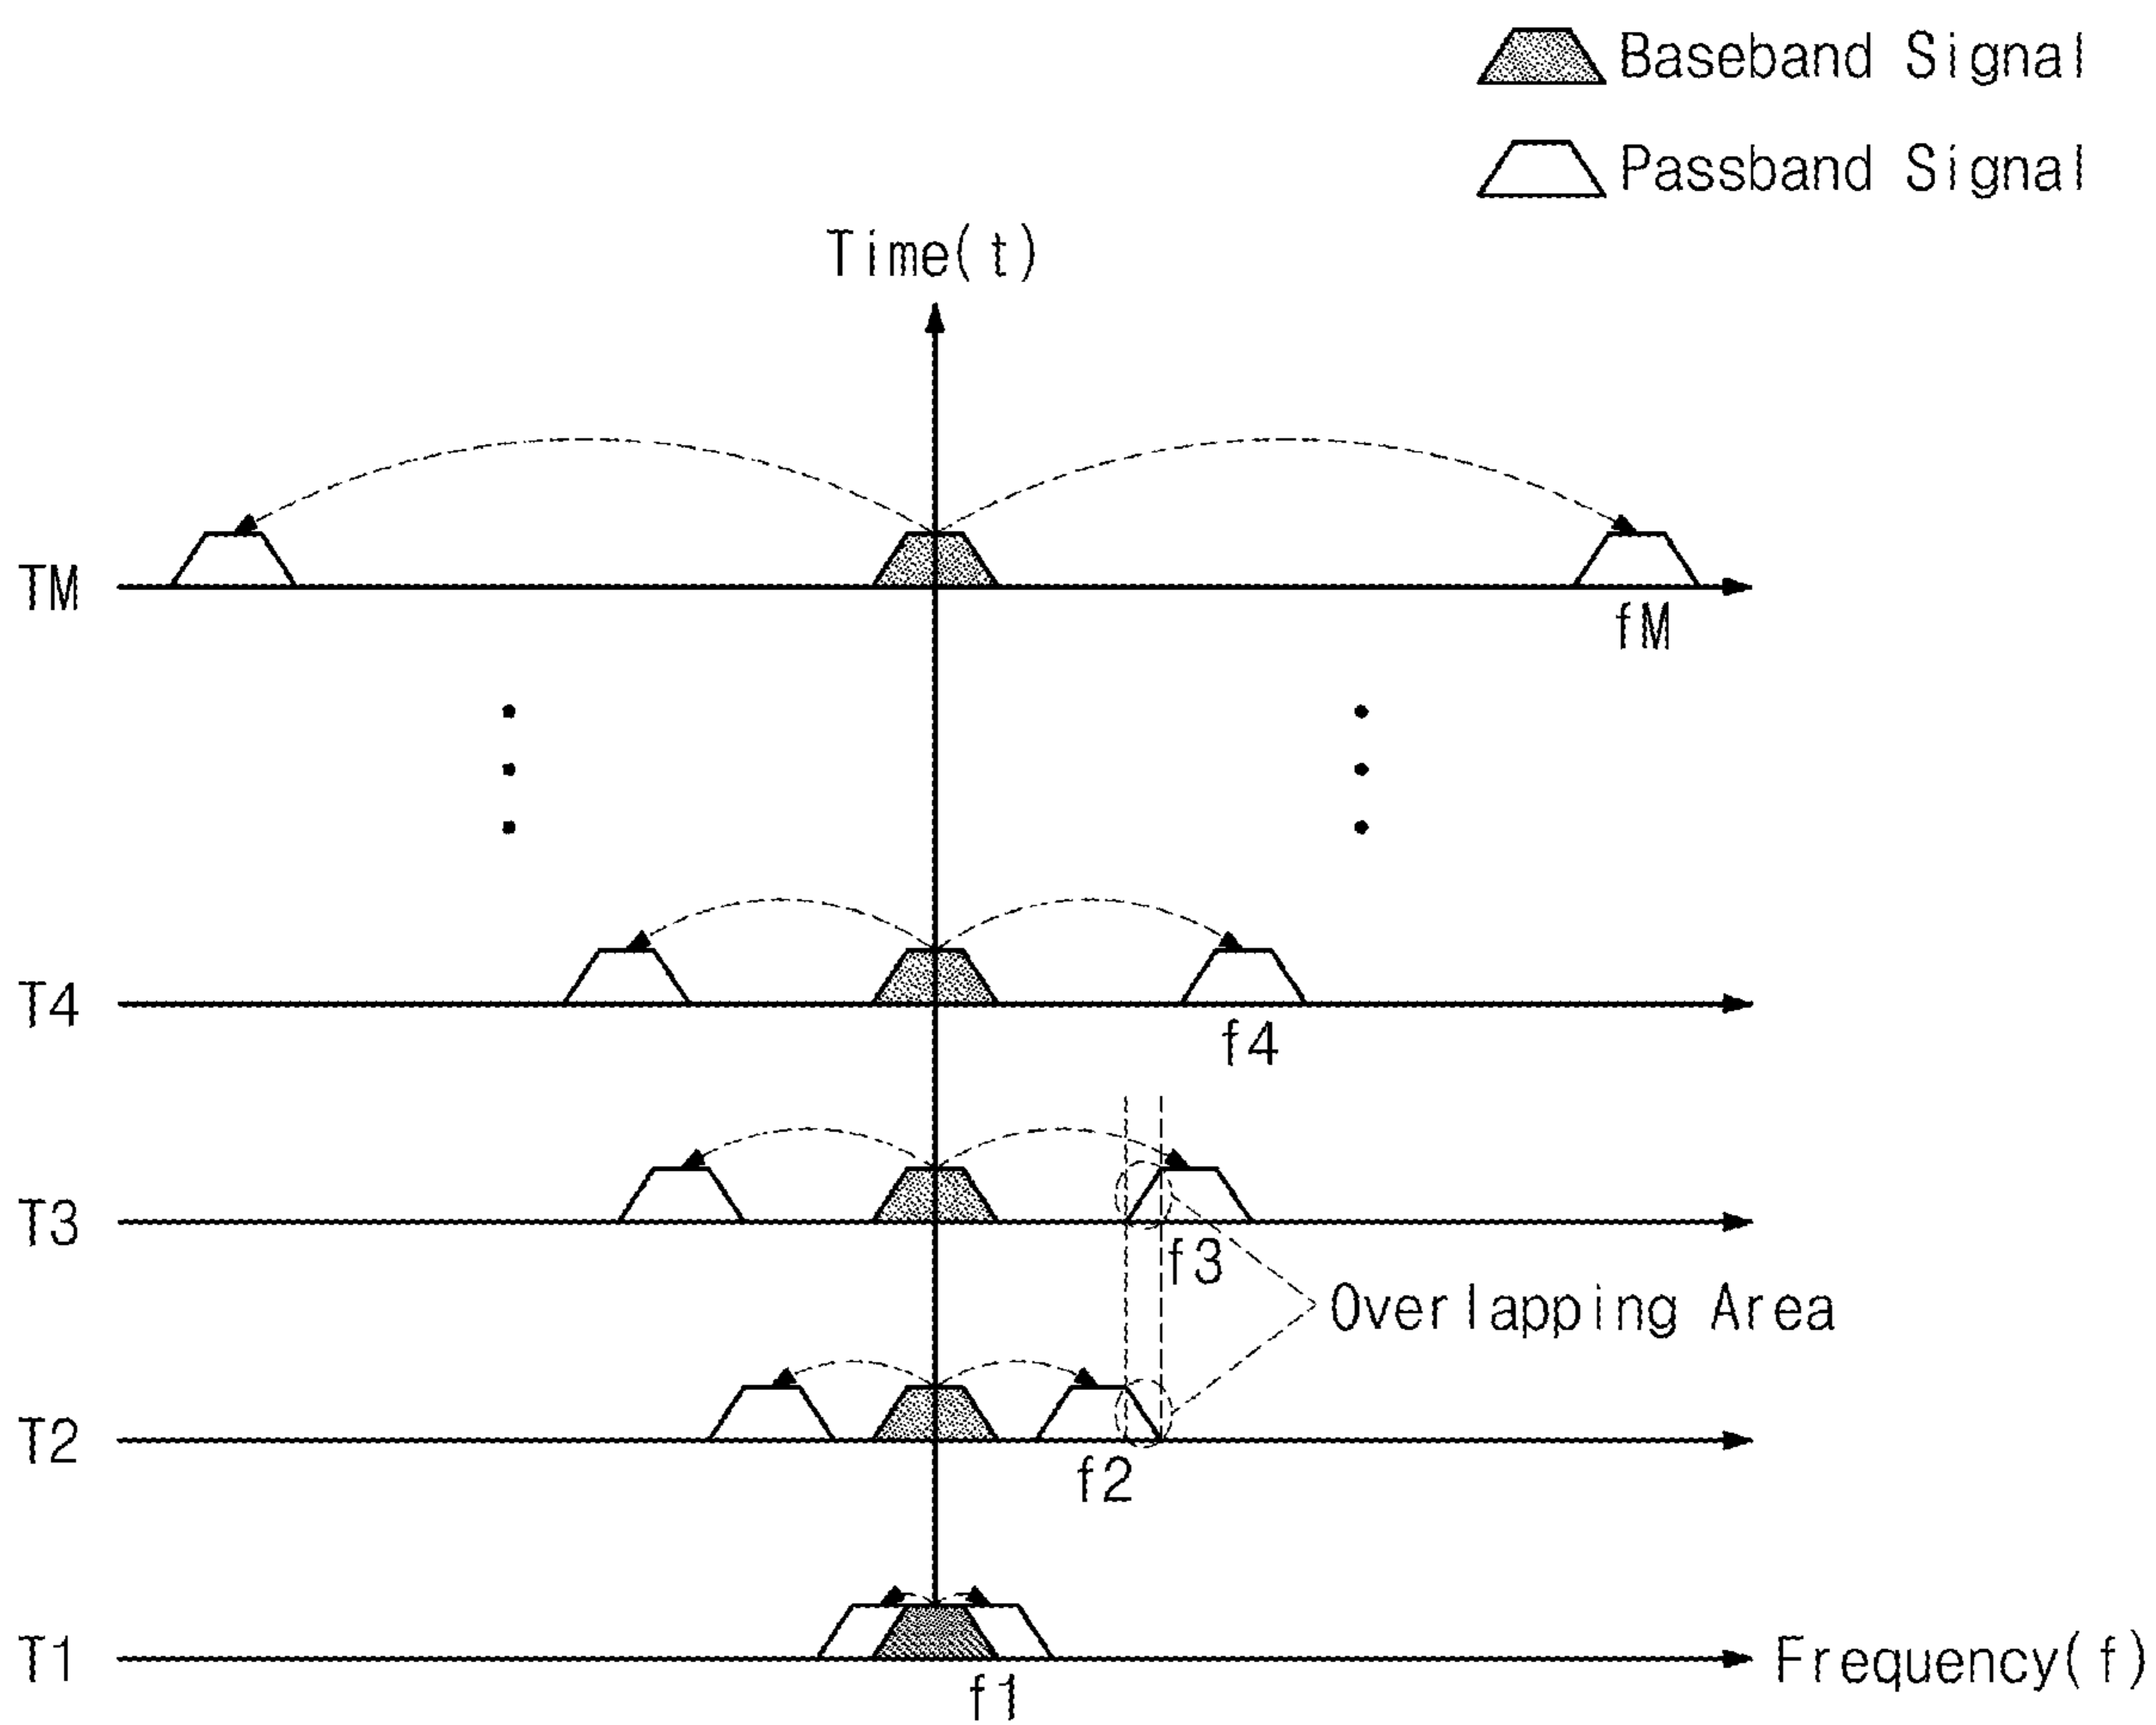 Baseband Signal
Passband Signal
Time(t)
TM
fM
T4
f4
T3
f3
Overlapping Area
T2
f2
T1
Frequency(f)
f1